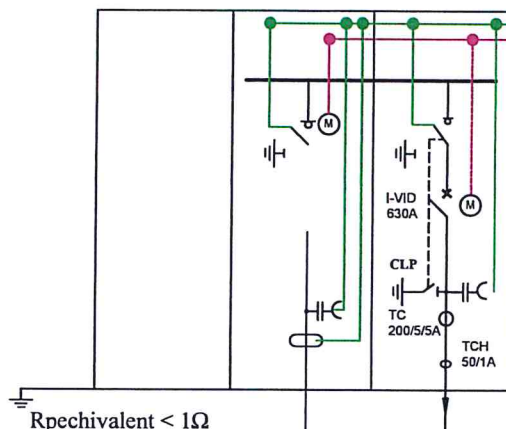 M
I-VID
630A
M
CLP
TC
200/5/5A
TCH
50/1A
Rpechivalent < 1Ω